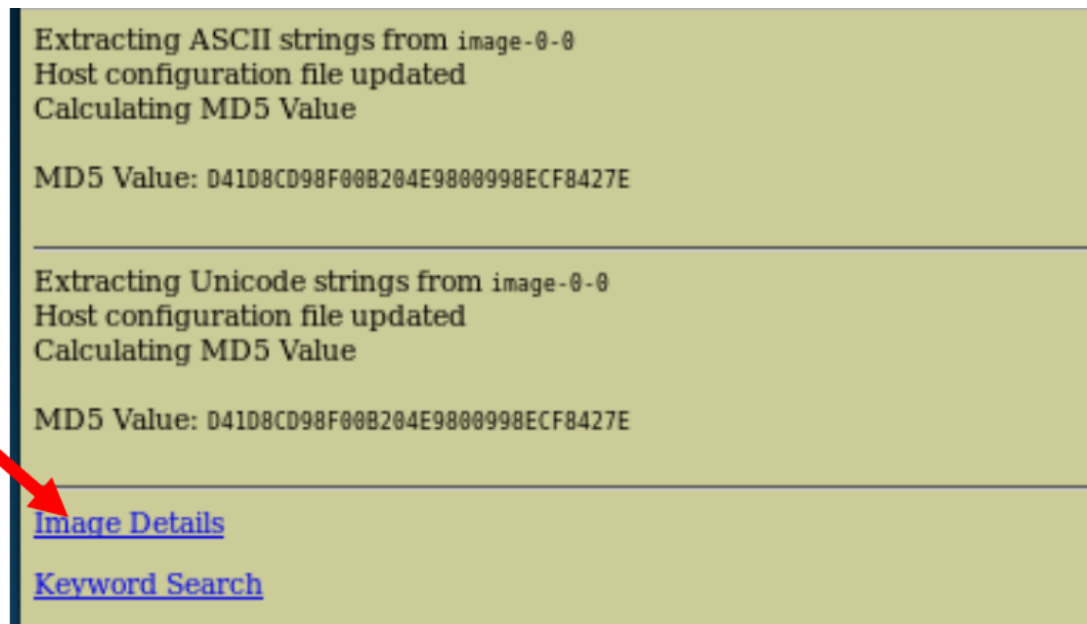 Extracting ASCII strings from image-0-0
Host configuration file updated
Calculating MD5 Value
MD5 Value: D41D8CD98F00B204E9800998ECF8427E
Extracting Unicode strings from image-0-0
Host configuration file updated
Calculating MD5 Value
MD5 Value: D41D8CD98F00B204E9800998ECF8427E
Image Details
Keyword Search